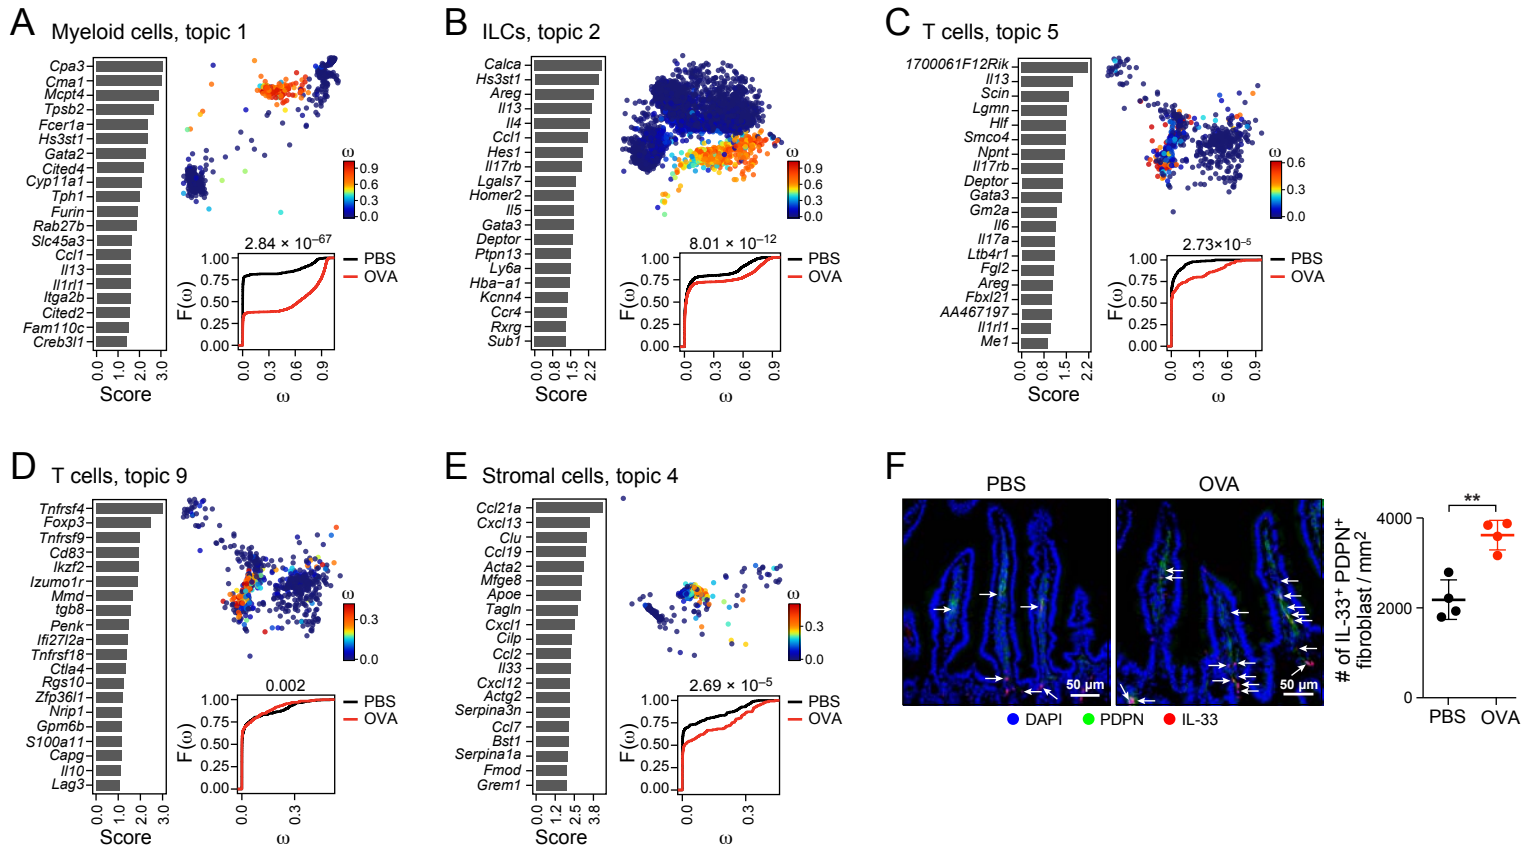 A Myeloid cells, topic 1
Cpa3
Cma1
Mcpt4
Tpsb2
Fcer1a
Hs3st1
Gata2
Cited4
Cyp11a1
Tph1
Furin
Rab27b
Slc45a3
Ccl1
Il13
Il1rl1
Itga2b
Cited2
Fam110c
Creb3l1
0.0 1.0 2.0 3.0
Score
ω
0.9
0.6
0.3
0.0
2.84 × 10–67
PBS
OVA
F(ω)
1.00
0.75
0.50
0.25
0.00
0.0 0.3 0.6 0.9
ω
B ILCs, topic 2
Calca
Hs3st1
Areg
Il13
Il4
Ccl1
Hes1
Il17rb
Lgals7
Homer2
Il5
Gata3
Deptor
Ptpn13
Ly6a
Hba−a1
Kcnn4
Ccr4
Rxrg
Sub1
0.0 0.8 1.5 2.2
Score
ω
0.9
0.6
0.3
0.0
8.01 × 10–12
PBS
OVA
F(ω)
1.00
0.75
0.50
0.25
0.00
0.0 0.3 0.6 0.9
ω
C T cells, topic 5
1700061F12Rik
Il13
Scin
Lgmn
Hlf
Smco4
Npnt
Il17rb
Deptor
Gata3
Gm2a
Il6
Il17a
Ltb4r1
Fgl2
Areg
Fbxl21
AA467197
Il1rl1
Me1
0.0 0.8 1.5 2.2
Score
ω
0.6
0.3
0.0
2.73×10–5
PBS
OVA
F(ω)
1.00
0.75
0.50
0.25
0.00
0.0 0.3 0.6 0.9
ω
D T cells, topic 9
Tnfrsf4
Foxp3
Tnfrsf9
Cd83
Ikzf2
Izumo1r
Mmd
tgb8
Penk
Ifi27l2a
Tnfrsf18
Ctla4
Rgs10
Zfp36l1
Nrip1
Gpm6b
S100a11
Capg
Il10
Lag3
0.0 1.0 2.0 3.0
Score
ω
0.3
0.0
0.002
PBS
OVA
F(ω)
1.00
0.75
0.50
0.25
0.00
0.0 0.3
ω
E Stromal cells, topic 4
Ccl21a
Cxcl13
Clu
Ccl19
Acta2
Mfge8
Apoe
Tagln
Cxcl1
Cilp
Ccl2
Il33
Cxcl12
Actg2
Serpina3n
Ccl7
Bst1
Serpina1a
Fmod
Grem1
0.0 1.2 2.5 3.8
Score
ω
0.3
0.0
2.69 × 10–5
PBS
OVA
F(ω)
1.00
0.75
0.50
0.25
0.00
0.0 0.3
ω
F
PBS OVA
50 µm
50 µm
DAPI PDPN IL-33
# of IL-33+ PDPN+
fibroblast / mm2
**
4000
2000
0
PBS OVA